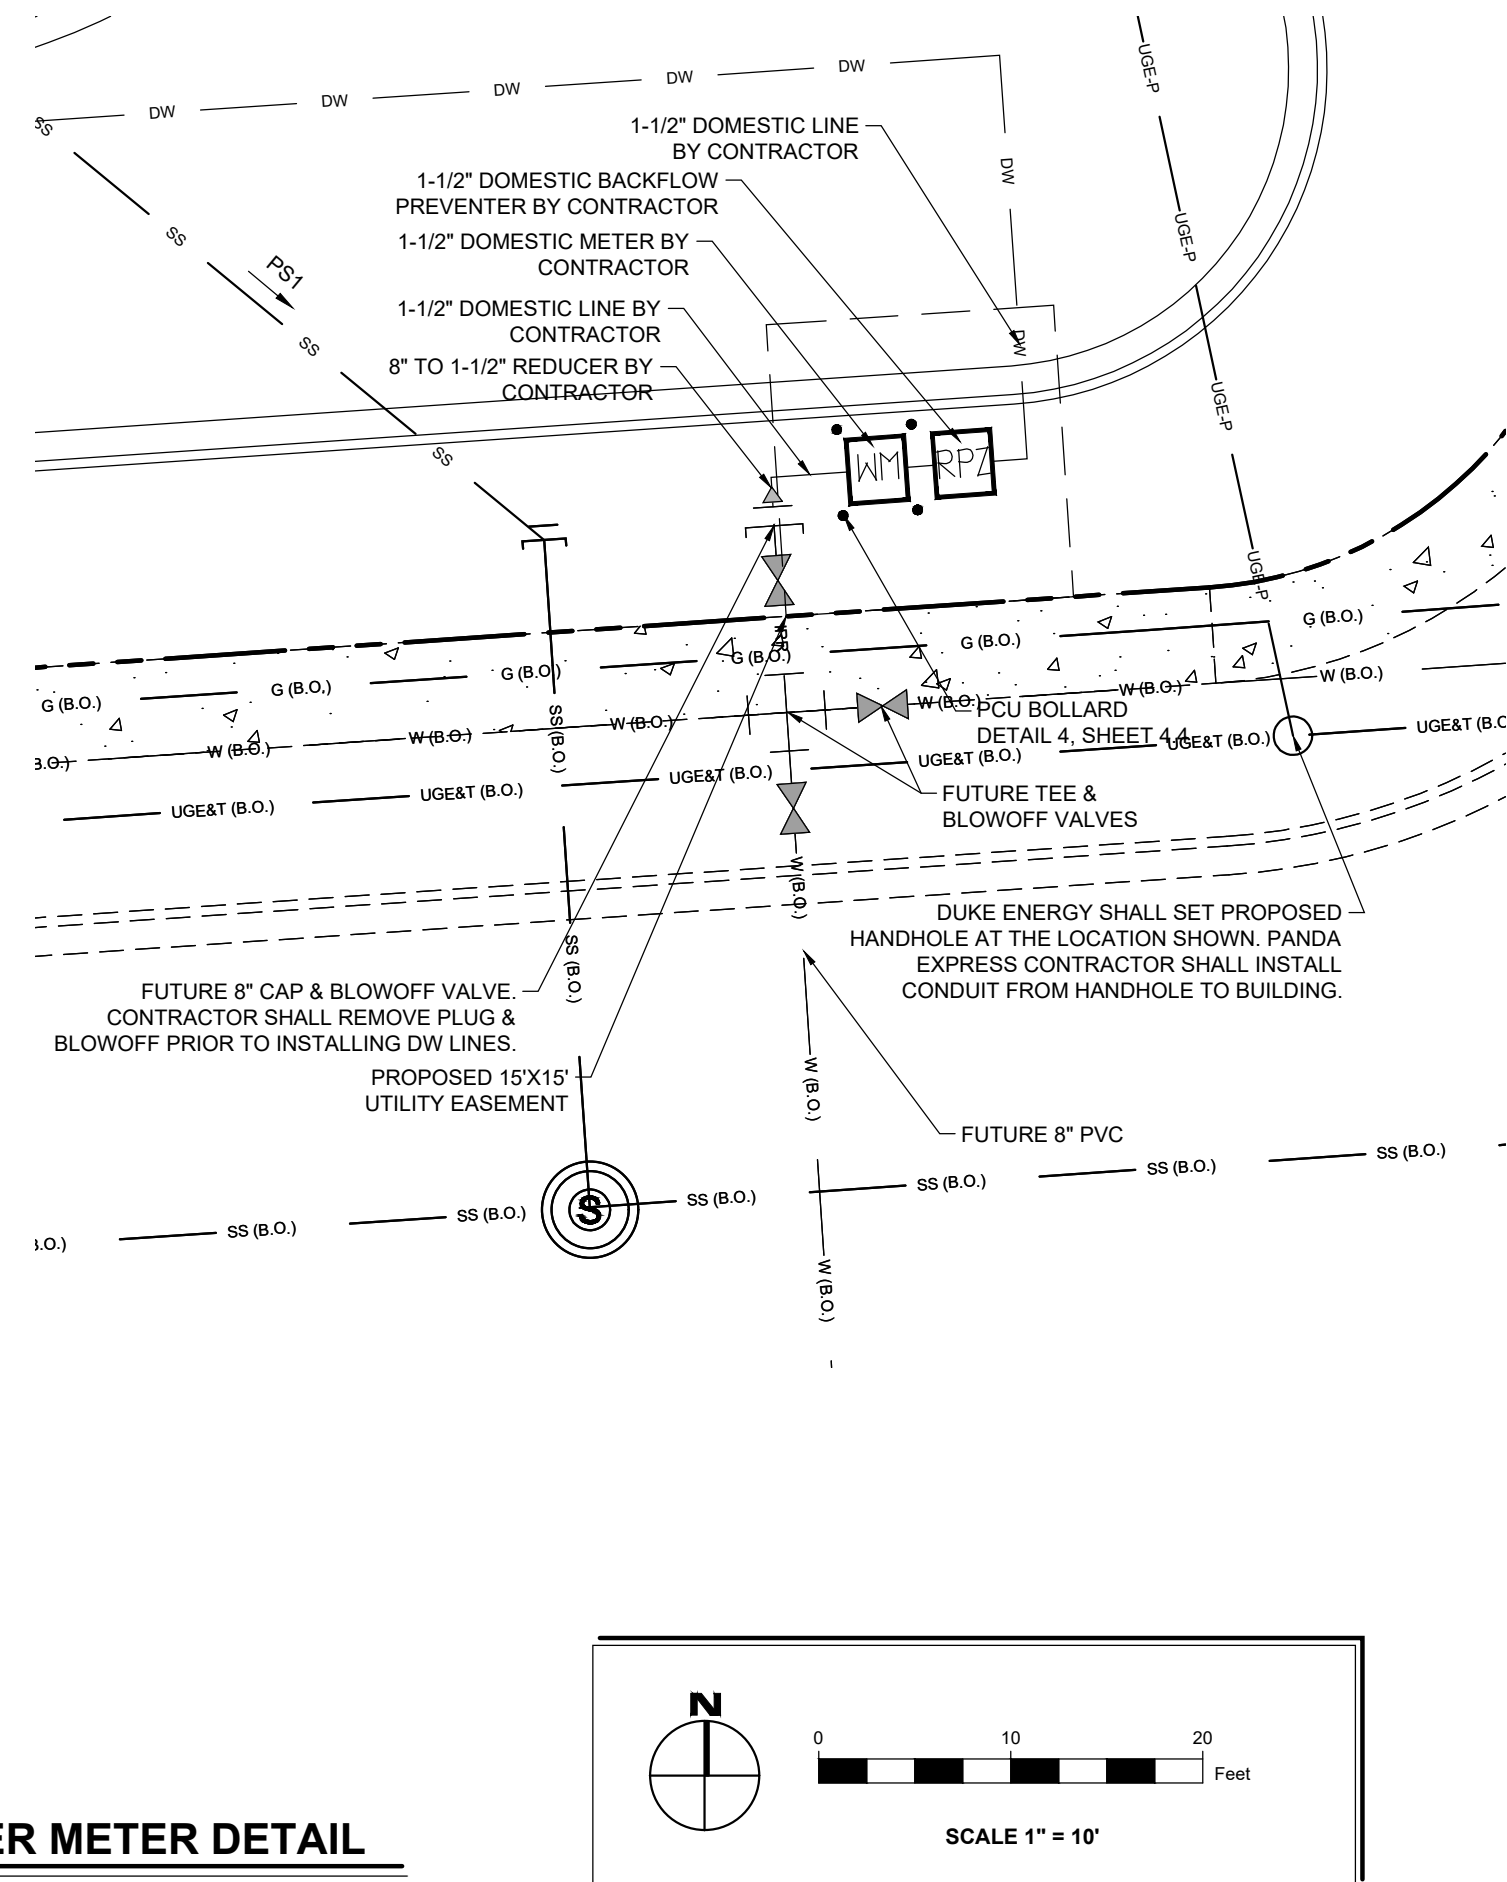 DW
DW
DW
DW
DW
UGE-P
SS
1-1/2" DOMESTIC LINE
BY CONTRACTOR
DW
1-1/2" DOMESTIC BACKFLOW
PREVENTER BY CONTRACTOR
UGE-P
SS
1-1/2" DOMESTIC METER BY
CONTRACTOR
PS1
1-1/2" DOMESTIC LINE BY
CONTRACTOR
DW
SS
8" TO 1-1/2" REDUCER BY
CONTRACTOR
UGE-P
SS
WM
RPZ
UGE-P
G (B.O.)
G (B.O.)
G (B.O.)
G (B.O.)
G (B.O.)
G (B.O.)
IRR
W (B.O.)
W (B.O.)
W (B.O.)
W (B.O.)
W (B.O.)
W (B.O.)
B.O.)
SS (B.O.)
PCU BOLLARD
DETAIL 4, SHEET 4.4
UGE&T (B.O.)
UGE&T (B.O.)
UGE&T (B.O.)
UGE&T (B.O.)
UGE&T (B.O.)
UGE&T (B.O
FUTURE TEE &
BLOWOFF VALVES
W (B.O.)
DUKE ENERGY SHALL SET PROPOSED
HANDHOLE AT THE LOCATION SHOWN. PANDA
EXPRESS CONTRACTOR SHALL INSTALL
CONDUIT FROM HANDHOLE TO BUILDING.
SS (B.O.)
FUTURE 8" CAP & BLOWOFF VALVE.
CONTRACTOR SHALL REMOVE PLUG &
BLOWOFF PRIOR TO INSTALLING DW LINES.
PROPOSED 15'X15'
UTILITY EASEMENT
W (B.O.)
FUTURE 8" PVC
SS (B.O.)
SS (B.O.)
SS (B.O.)
SS (B.O.)
S
SS (B.O.)
SS (B.O.)
B.O.)
W (B.O.)
N
0 10 20
Feet
SCALE 1" = 10'
ER METER DETAIL